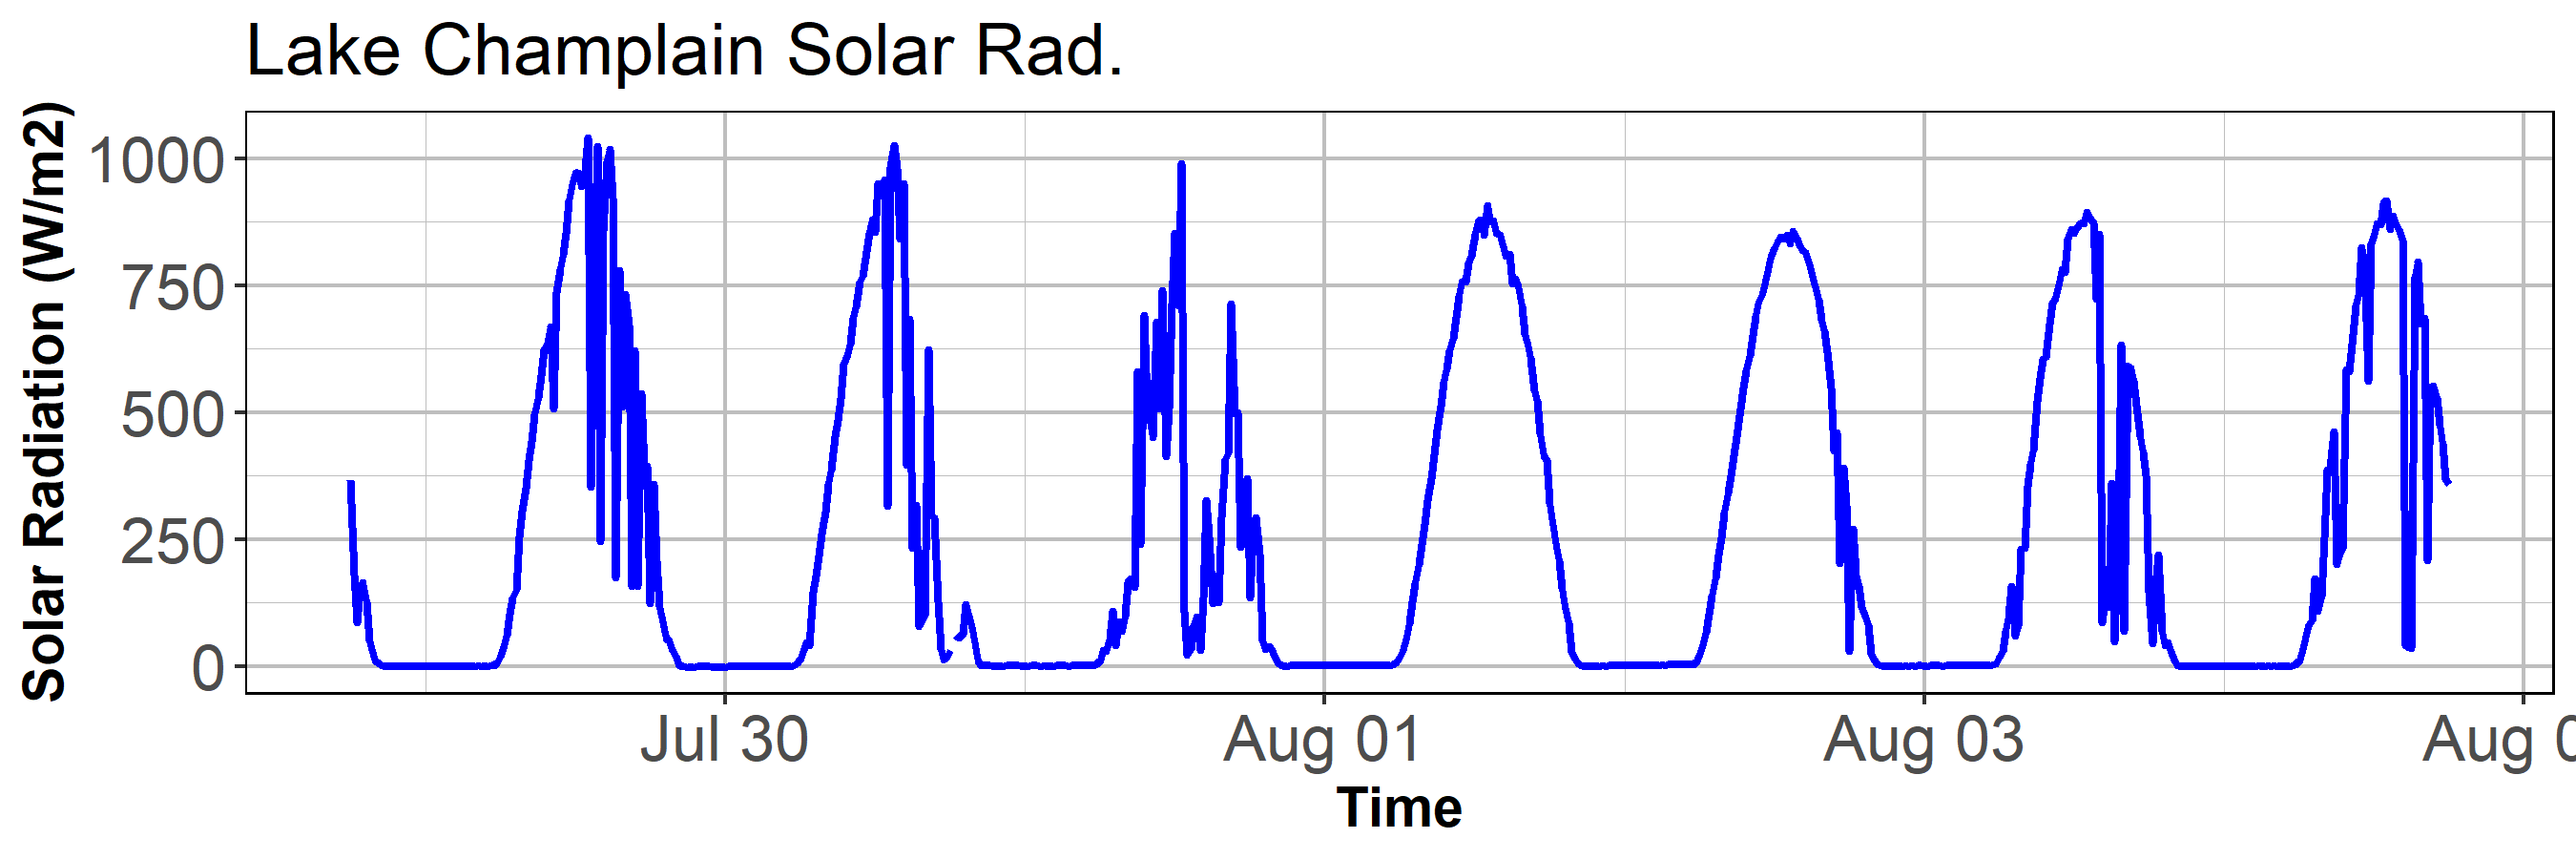 Lake Champlain Solar Rad.
Solar Radiation (W/m2)
1000
750
500
250
0
Jul 30 Aug 01 Aug 03 Aug
Time